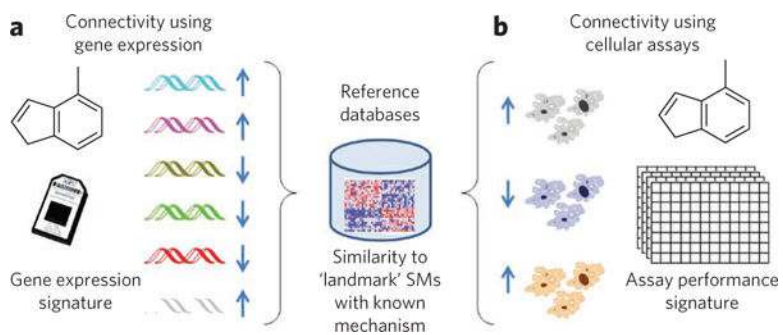 a
Connectivity using
gene expression
Gene expression
signature
Reference
databases
Similarity to
'landmark' SMs
with known
mechanism
b
Connectivity using
cellular assays
Assay performance
signature